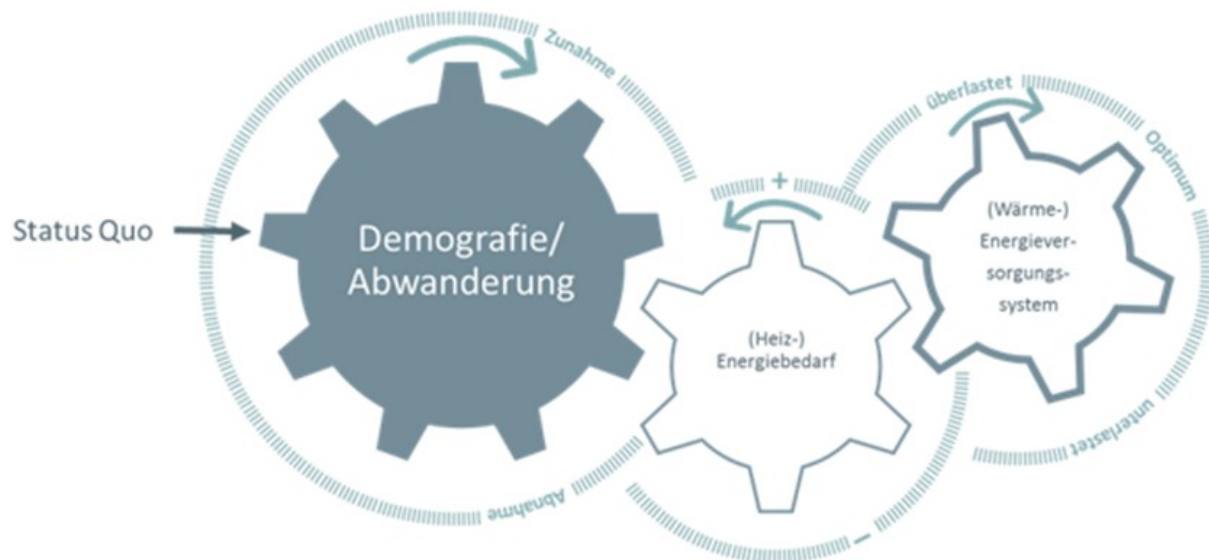 Zunahme
Status Quo
Demografie/
Abwanderung
Abnahme
+
(Heiz-)
Energiebedarf
–
überlastet
Optimum
(Wärme-)
Energiever-
sorgungs-
system
unterlastet